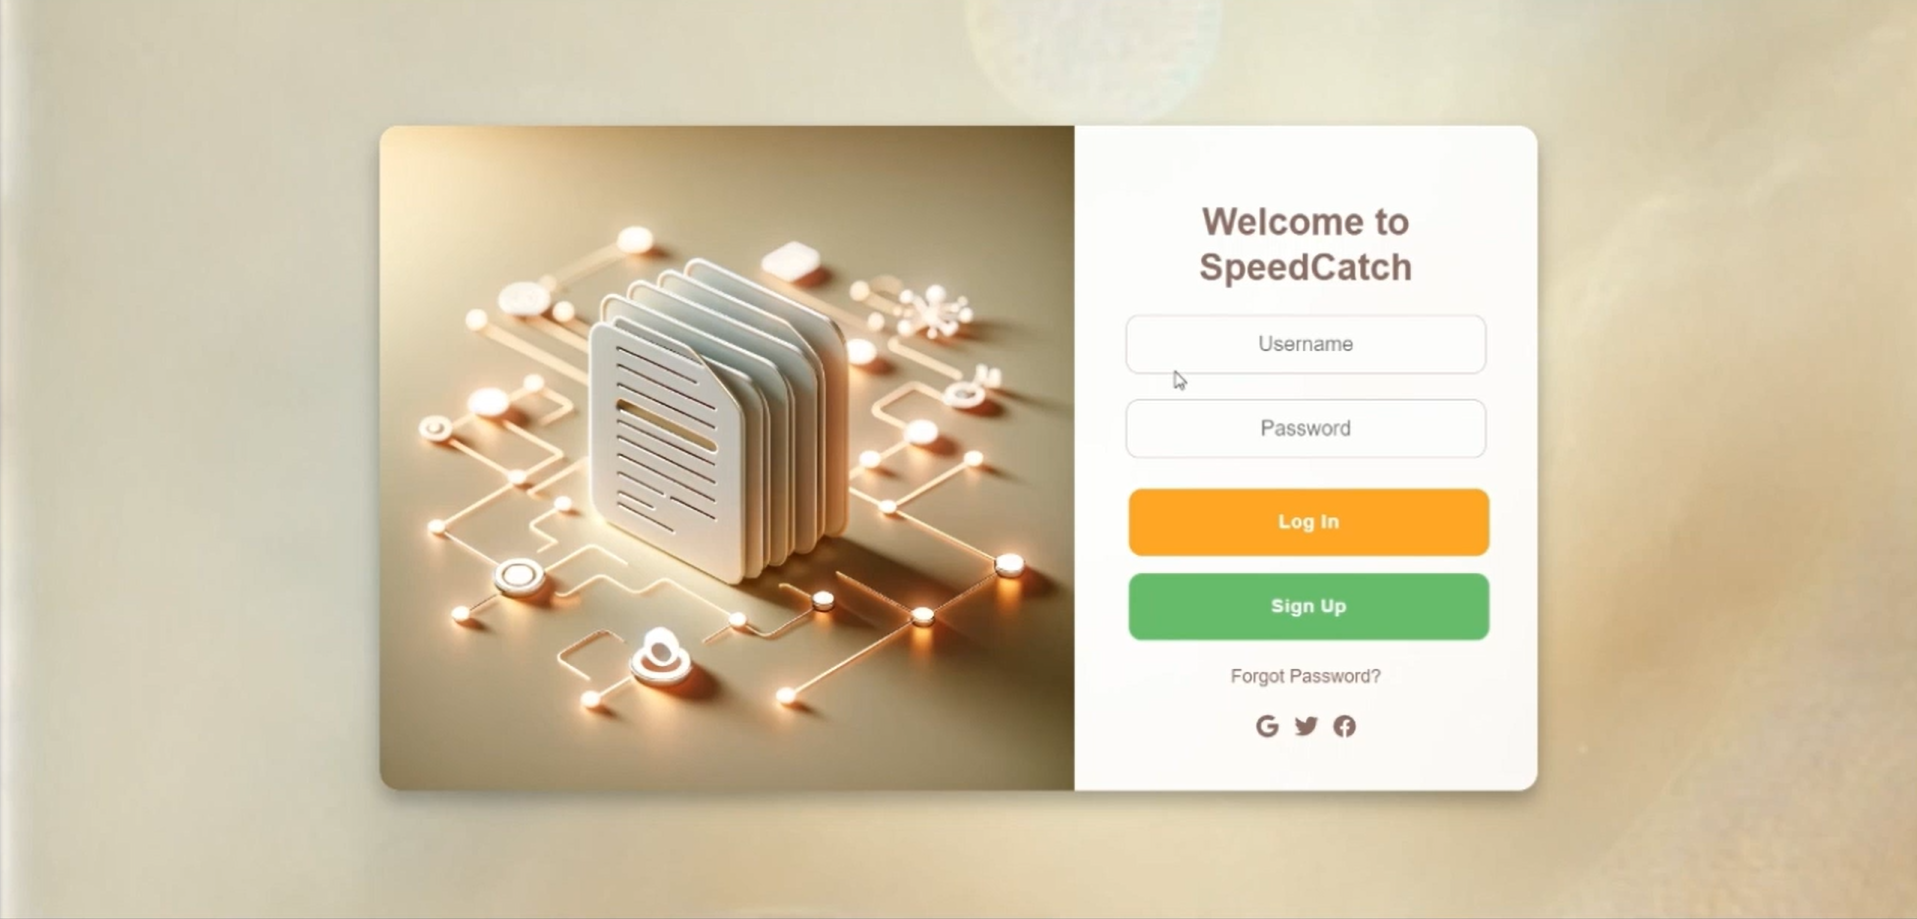 Welcome to
SpeedCatch
Username
Password
Log In
Sign Up
Forgot Password?